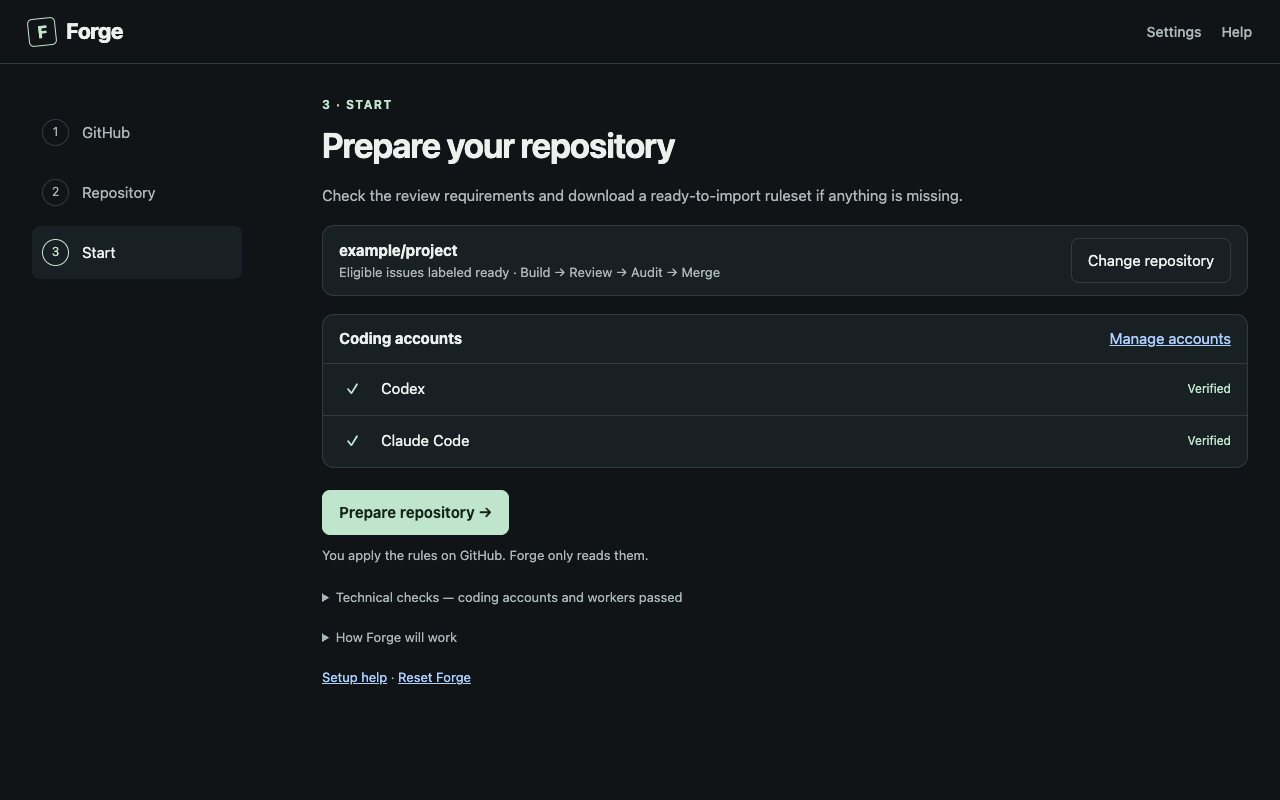 F Forge
Settings Help
1 GitHub
2 Repository
3 Start
3 · START
Prepare your repository
Check the review requirements and download a ready-to-import ruleset if anything is missing.
example/project
Eligible issues labeled ready · Build → Review → Audit → Merge
Change repository
Coding accounts
Manage accounts
✓ Codex Verified
✓ Claude Code Verified
Prepare repository →
You apply the rules on GitHub. Forge only reads them.
▶ Technical checks — coding accounts and workers passed
▶ How Forge will work
Setup help · Reset Forge